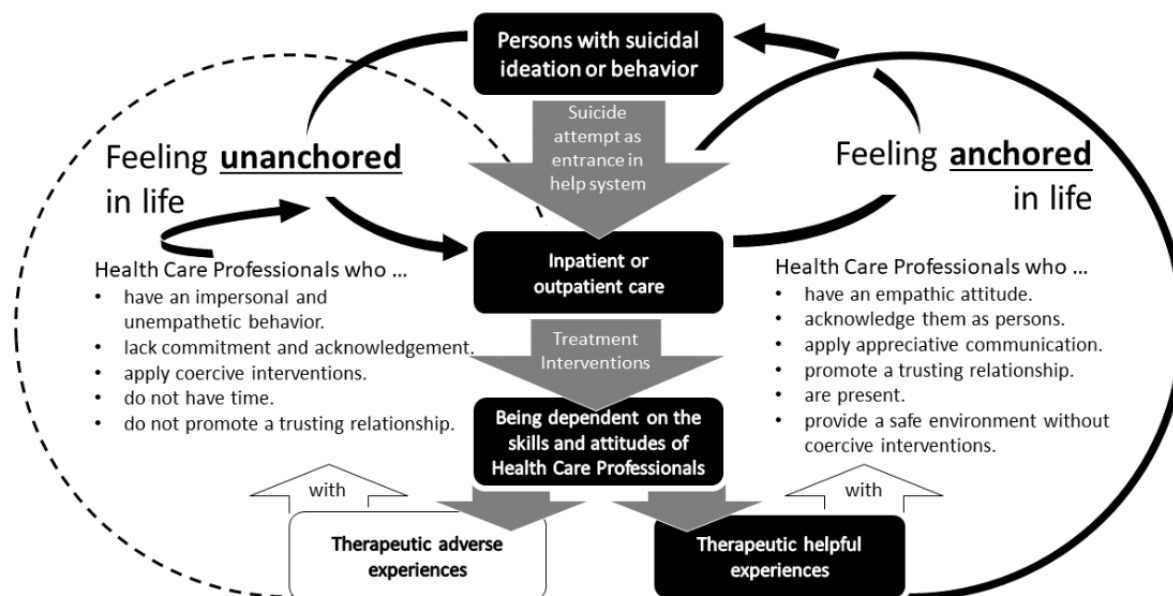 Persons with suicidal
ideation or behavior
Suicide
attempt as
entrance in
help system
Feeling unanchored
in life
Feeling anchored
in life
Inpatient or
outpatient care
Health Care Professionals who ...
• have an impersonal and
unempathetic behavior.
• lack commitment and acknowledgement.
• apply coercive interventions.
• do not have time.
• do not promote a trusting relationship.
Health Care Professionals who ...
• have an empathic attitude.
• acknowledge them as persons.
• apply appreciative communication.
• promote a trusting relationship.
• are present.
• provide a safe environment without
coercive interventions.
Treatment
Interventions
Being dependent on the
skills and attitudes of
Health Care Professionals
with
with
Therapeutic adverse
experiences
Therapeutic helpful
experiences